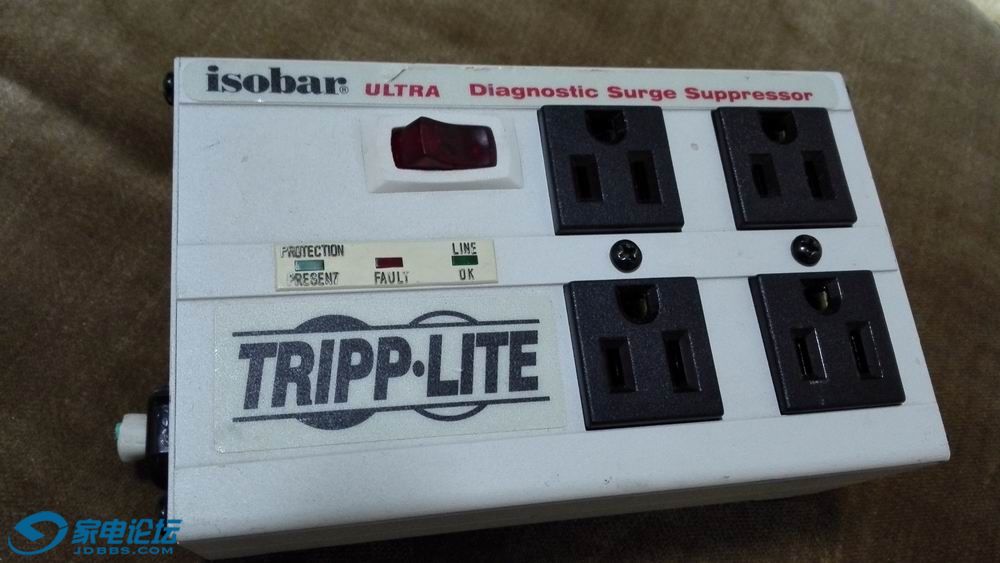 isobar® ULTRA Diagnostic Surge Suppressor
PROTECTION
PRESENT
FAULT
LINE
OK
TRIPP·LITE
家电论坛
JDBBS.COM